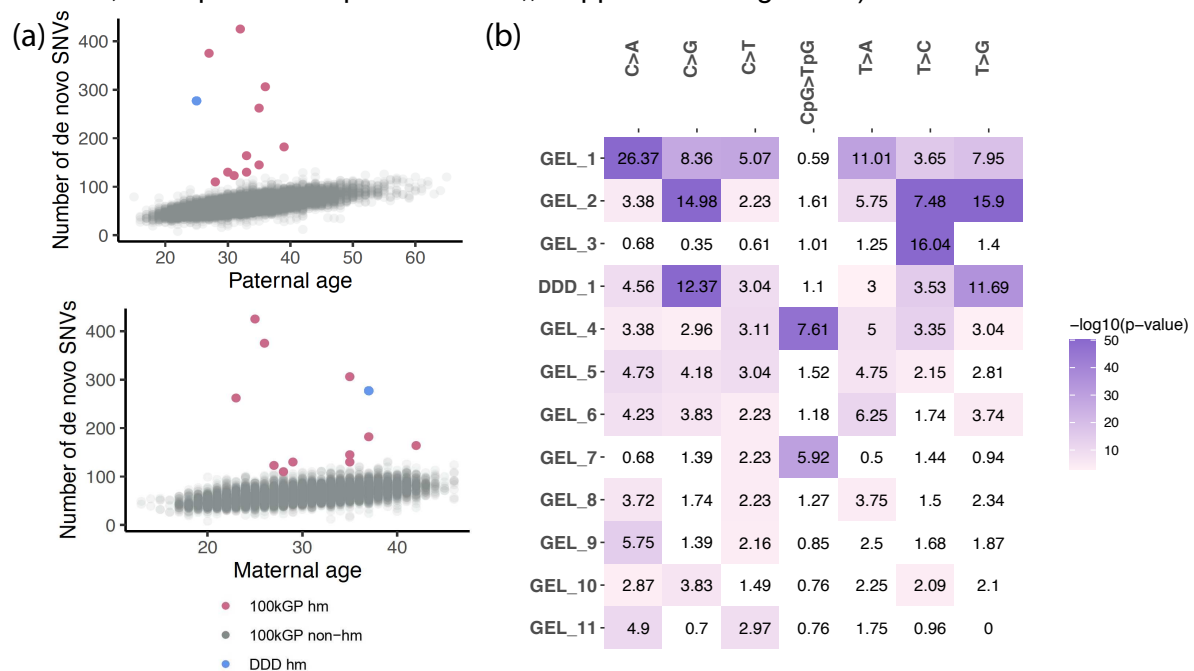 (a)
Number of de novo SNVs
400
300
200
100
0
20 30 40 50 60
Paternal age
Number of de novo SNVs
400
300
200
100
0
20 30 40
Maternal age
100kGP hm
100kGP non−hm
DDD hm
(b)
C>A C>G C>T CpG>TpG T>A T>C T>G
GEL_1 26.37 8.36 5.07 0.59 11.01 3.65 7.95
GEL_2 3.38 14.98 2.23 1.61 5.75 7.48 15.9
GEL_3 0.68 0.35 0.61 1.01 1.25 16.04 1.4
DDD_1 4.56 12.37 3.04 1.1 3 3.53 11.69
GEL_4 3.38 2.96 3.11 7.61 5 3.35 3.04
GEL_5 4.73 4.18 3.04 1.52 4.75 2.15 2.81
GEL_6 4.23 3.83 2.23 1.18 6.25 1.74 3.74
GEL_7 0.68 1.39 2.23 5.92 0.5 1.44 0.94
GEL_8 3.72 1.74 2.23 1.27 3.75 1.5 2.34
GEL_9 5.75 1.39 2.16 0.85 2.5 1.68 1.87
GEL_10 2.87 3.83 1.49 0.76 2.25 2.09 2.1
GEL_11 4.9 0.7 2.97 0.76 1.75 0.96 0
−log10(p−value)
50
40
30
20
10